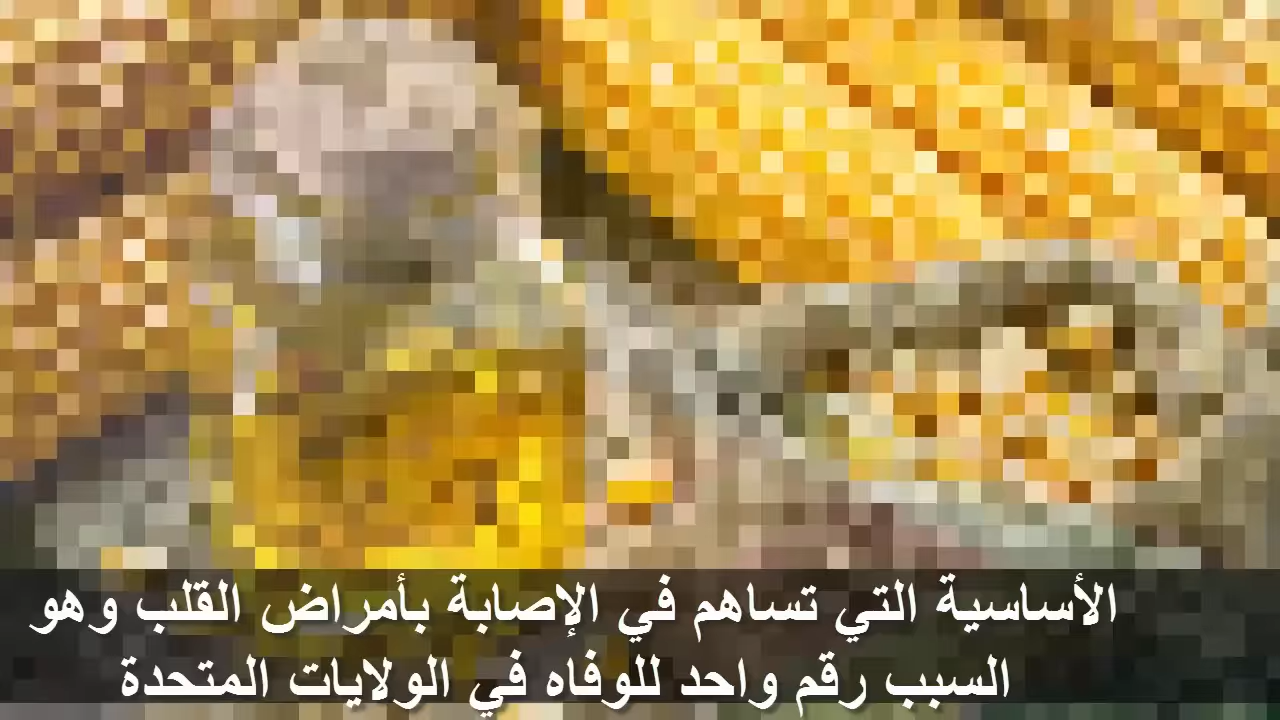 الأساسية التي تساهم في الإصابة بأمراض القلب وهو
السبب رقم واحد للوفاه في الولايات المتحدة